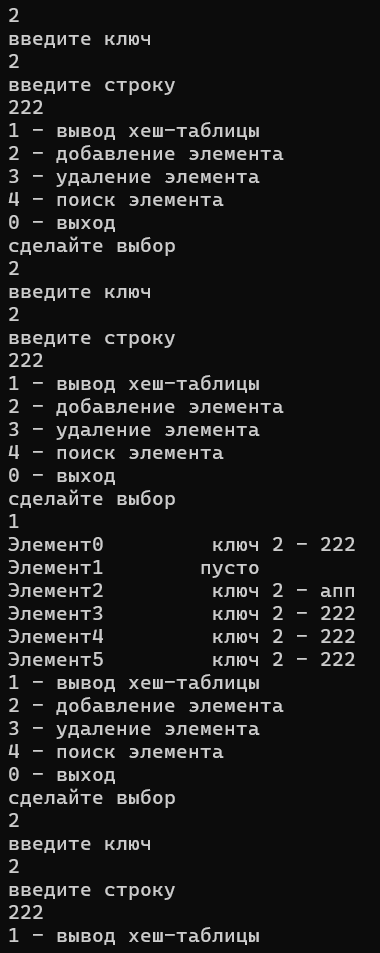 2
введите ключ
2
введите строку
222
1 - вывод хеш-таблицы
2 - добавление элемента
3 - удаление элемента
4 - поиск элемента
0 - выход
сделайте выбор
2
введите ключ
2
введите строку
222
1 - вывод хеш-таблицы
2 - добавление элемента
3 - удаление элемента
4 - поиск элемента
0 - выход
сделайте выбор
1
Элемент0         ключ 2 - 222
Элемент1        пусто
Элемент2         ключ 2 - апп
Элемент3         ключ 2 - 222
Элемент4         ключ 2 - 222
Элемент5         ключ 2 - 222
1 - вывод хеш-таблицы
2 - добавление элемента
3 - удаление элемента
4 - поиск элемента
0 - выход
сделайте выбор
2
введите ключ
2
введите строку
222
1 - вывод хеш-таблицы